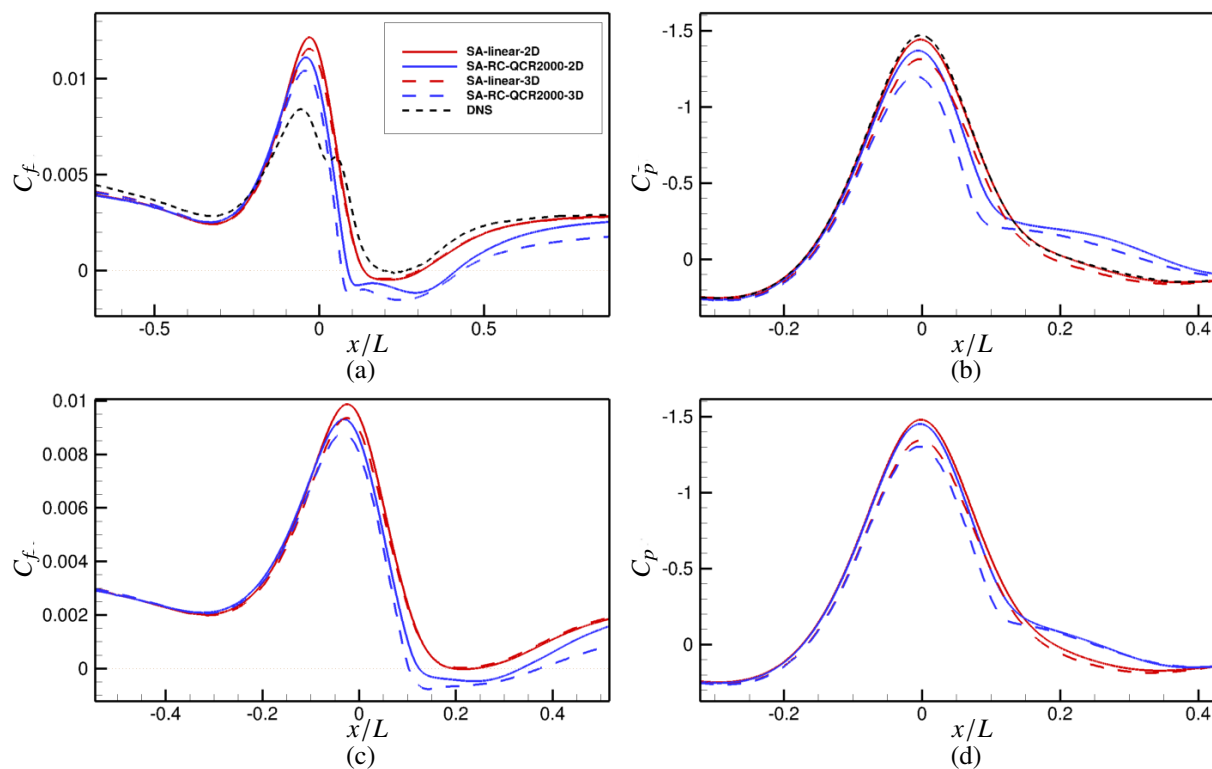 SA-linear-2D
SA-RC-QCR2000-2D
SA-linear-3D
SA-RC-QCR2000-3D
DNS
C_f
0.01
0.005
0
-0.5 0 0.5
x/L
(a)
C_p
-1.5
-1
-0.5
0
-0.2 0 0.2 0.4
x/L
(b)
C_f
0.01
0.008
0.006
0.004
0.002
0
-0.4 -0.2 0 0.2 0.4
x/L
(c)
C_p
-1.5
-1
-0.5
0
-0.2 0 0.2 0.4
x/L
(d)